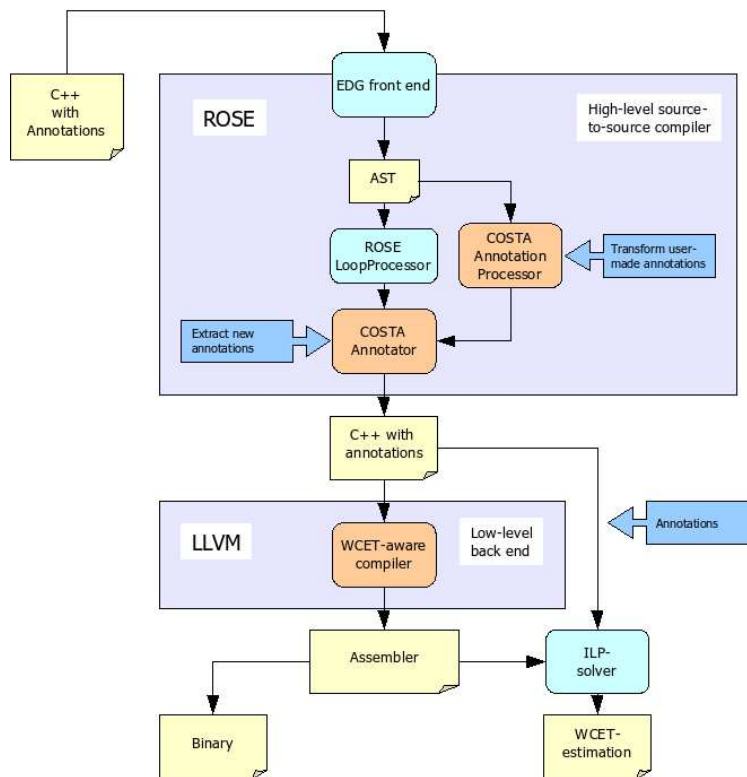 EDG front end
C++
with
Annotations
ROSE
High-level source-
to-source compiler
AST
ROSE
LoopProcessor
COSTA
Annotation
Processor
Transform user-
made annotations
Extract new
annotations
COSTA
Annotator
C++ with
annotations
LLVM
WCET-aware
compiler
Low-level
back end
Annotations
Assembler
ILP-
solver
Binary
WCET-
estimation